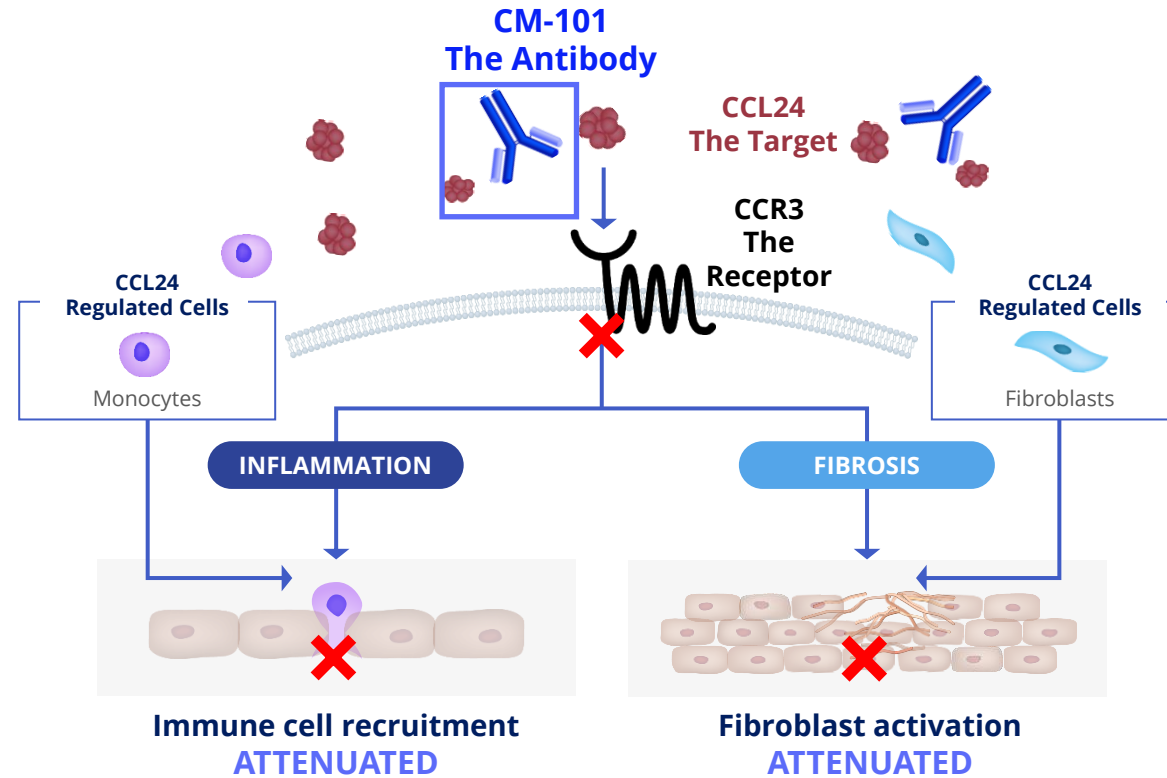 CM-101
The Antibody
CCL24
The Target
CCR3
The
Receptor
CCL24
Regulated Cells
Monocytes
CCL24
Regulated Cells
Fibroblasts
INFLAMMATION
FIBROSIS
Immune cell recruitment
ATTENUATED
Fibroblast activation
ATTENUATED